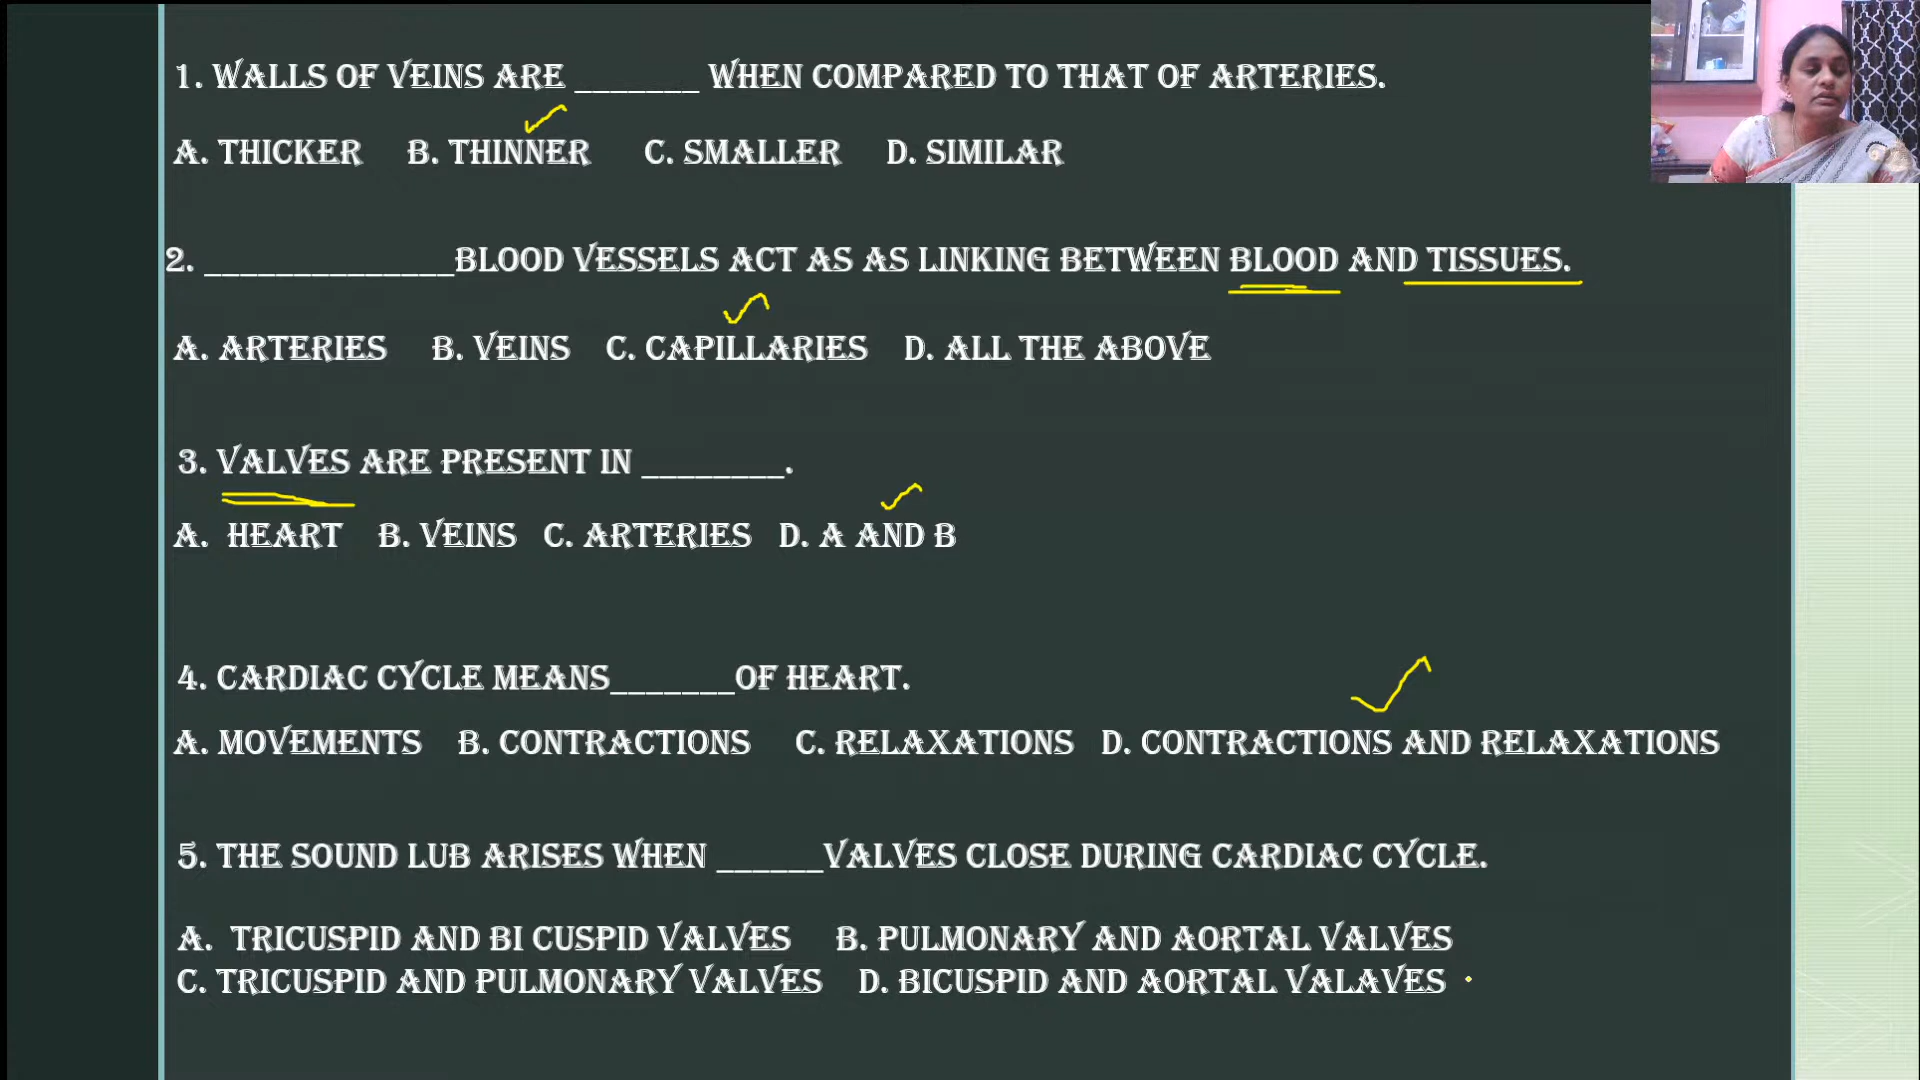 1. WALLS OF VEINS ARE _______ WHEN COMPARED TO THAT OF ARTERIES.
A. THICKER B. THINNER C. SMALLER D. SIMILAR
2. ______________BLOOD VESSELS ACT AS AS LINKING BETWEEN BLOOD AND TISSUES.
A. ARTERIES B. VEINS C. CAPILLARIES D. ALL THE ABOVE
3. VALVES ARE PRESENT IN ________.
A. HEART B. VEINS C. ARTERIES D. A AND B
4. CARDIAC CYCLE MEANS_______OF HEART.
A. MOVEMENTS B. CONTRACTIONS C. RELAXATIONS D. CONTRACTIONS AND RELAXATIONS
5. THE SOUND LUB ARISES WHEN ______VALVES CLOSE DURING CARDIAC CYCLE.
A. TRICUSPID AND BI CUSPID VALVES B. PULMONARY AND AORTAL VALVES
C. TRICUSPID AND PULMONARY VALVES D. BICUSPID AND AORTAL VALAVES